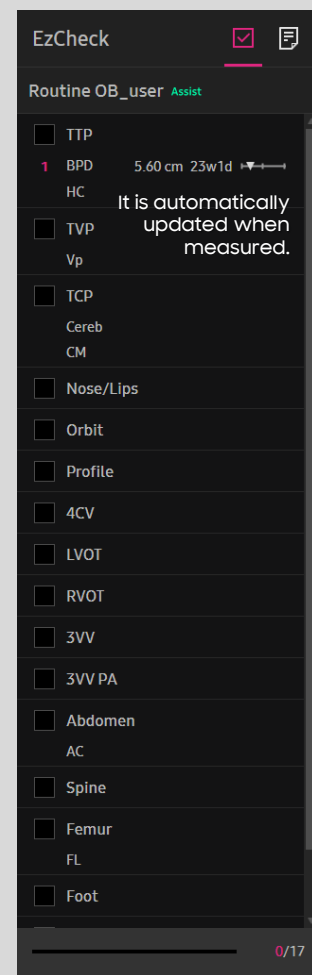 EzCheck
Routine OB_user Assist
TTP
1 BPD 5.60 cm 23w1d
HC
It is automatically
updated when
measured.
TVP
Vp
TCP
Cereb
CM
Nose/Lips
Orbit
Profile
4CV
LVOT
RVOT
3VV
3VV PA
Abdomen
AC
Spine
Femur
FL
Foot
0/17